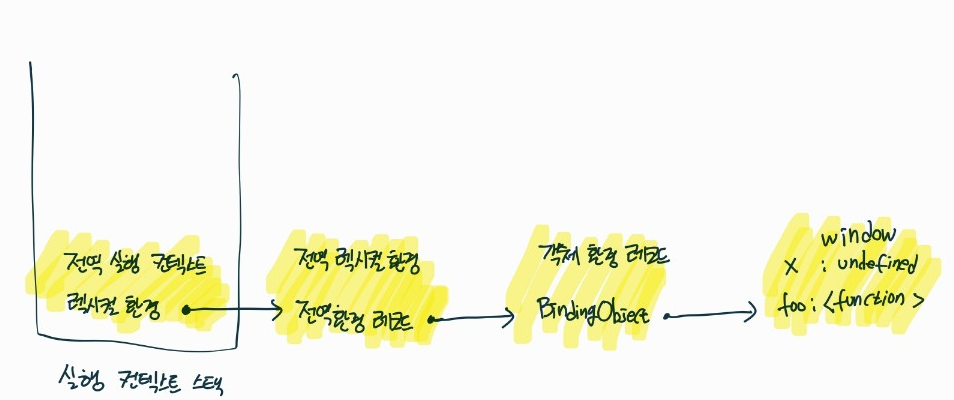 전역 실행 컨텍스트
렉시컬 환경
실행 컨텍스트 스택
전역 렉시컬 환경
전역환경 레코드
객체 환경 레코드
BindingObject
window
x : undefined
foo : <function>